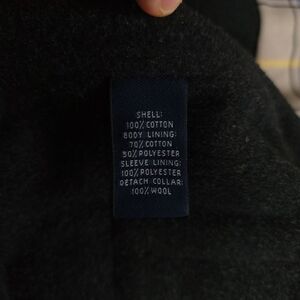 SHELL:
100% COTTON
BODY LINING:
70% COTTON
30% POLYESTER
SLEEVE LINING:
100% POLYESTER
DETACH COLLAR:
100% WOOL